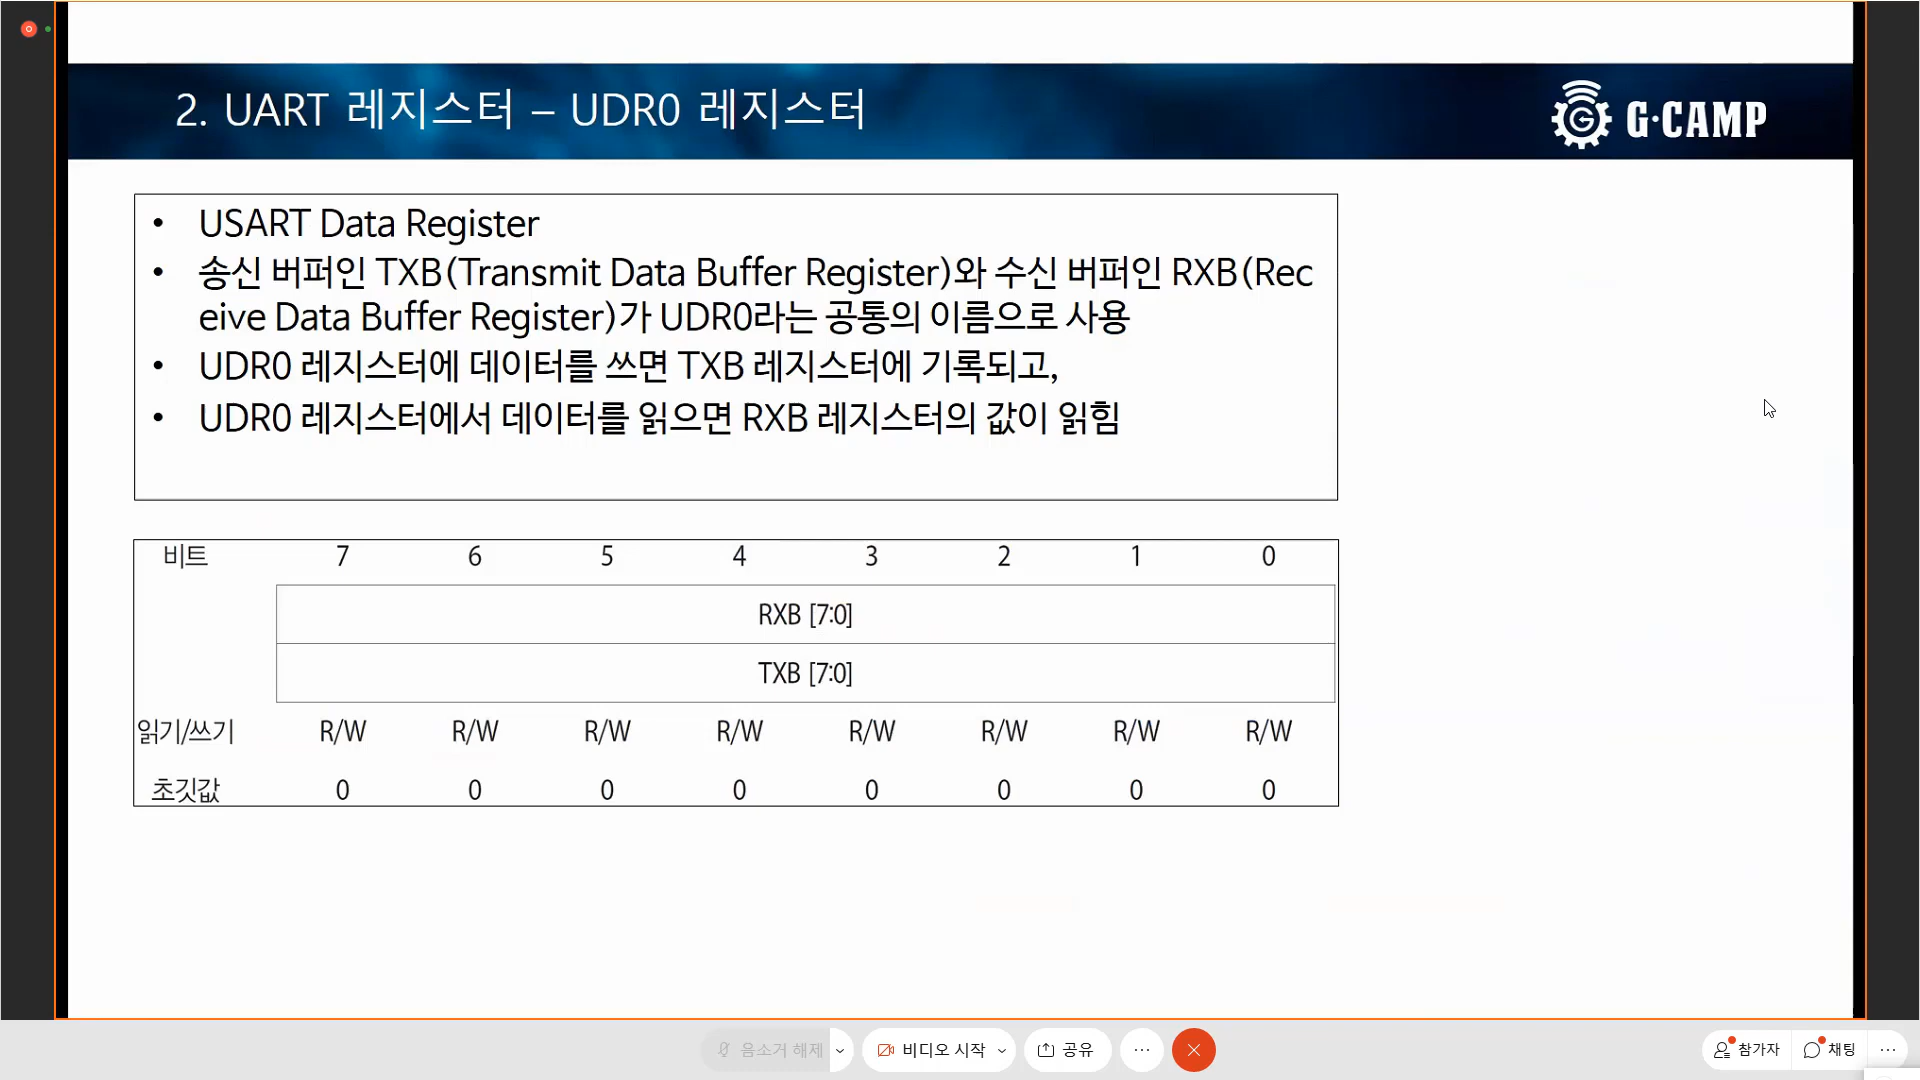 2. UART 레지스터 – UDR0 레지스터
G·CAMP
• USART Data Register
• 송신 버퍼인 TXB(Transmit Data Buffer Register)와 수신 버퍼인 RXB(Rec
eive Data Buffer Register)가 UDR0라는 공통의 이름으로 사용
• UDR0 레지스터에 데이터를 쓰면 TXB 레지스터에 기록되고,
• UDR0 레지스터에서 데이터를 읽으면 RXB 레지스터의 값이 읽힘
비트 7 6 5 4 3 2 1 0
RXB [7:0]
TXB [7:0]
읽기/쓰기 R/W R/W R/W R/W R/W R/W R/W R/W
초깃값 0 0 0 0 0 0 0 0
음소거 해제 비디오 시작 공유 참가자 채팅